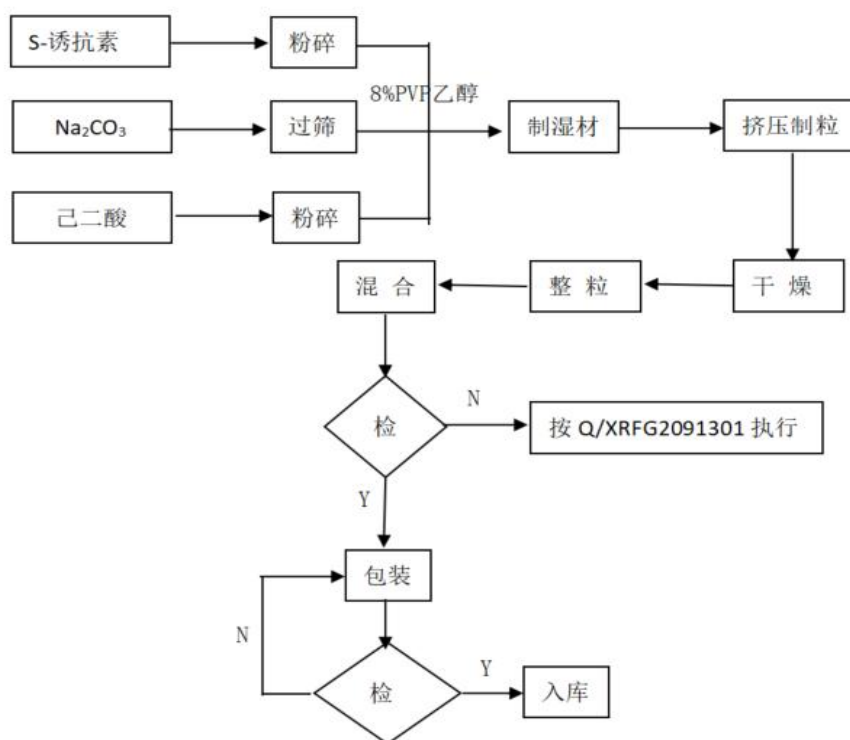 S-诱抗素
粉碎
8%PVP乙醇
Na₂CO₃
过筛
制湿材
挤压制粒
己二酸
粉碎
混 合
整 粒
干 燥
检
N
按 Q/XRFG2091301 执行
Y
包装
N
检
Y
入库